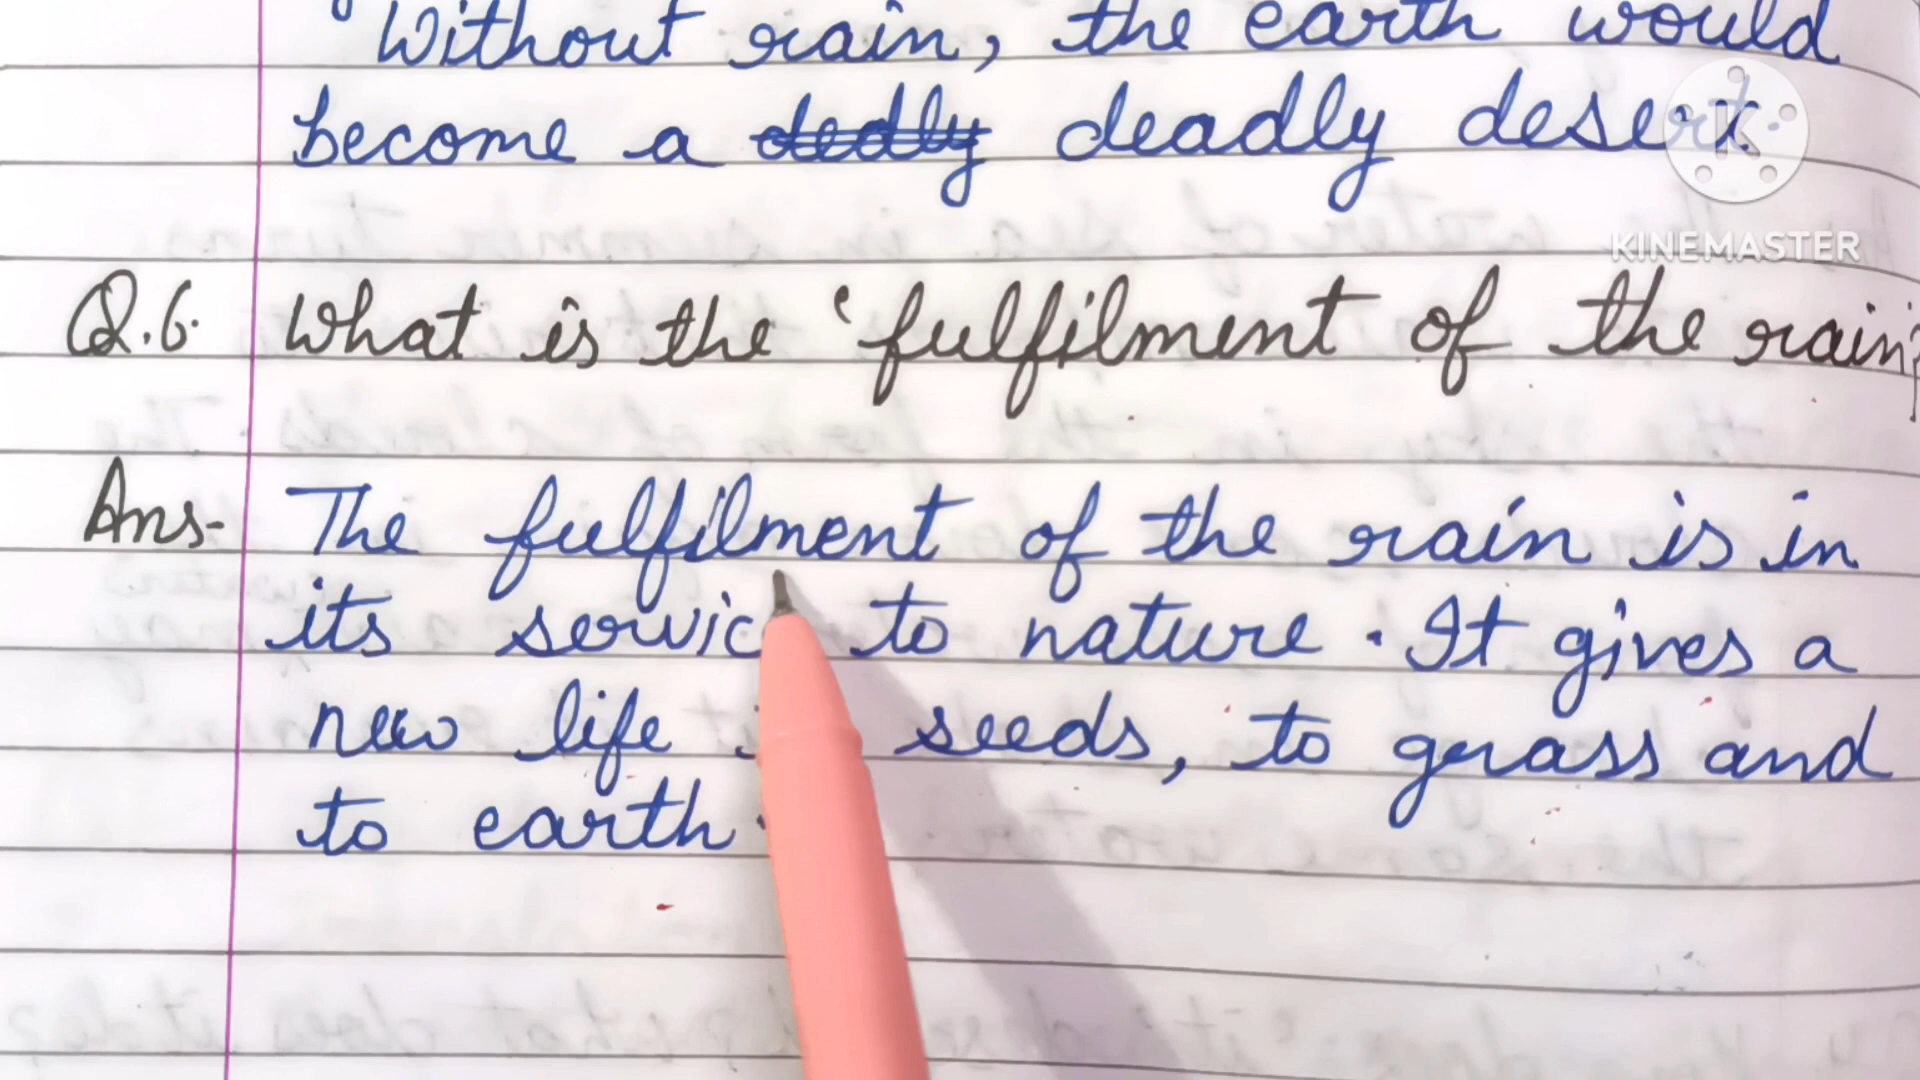 Without rain, the earth would
become a dedly deadly desert.
KINEMASTER
Q.6. What is the 'fulfilment of the rain'?
Ans- The fulfilment of the rain is in
its servic to nature. It gives a
new life seeds, to grass and
to earth.